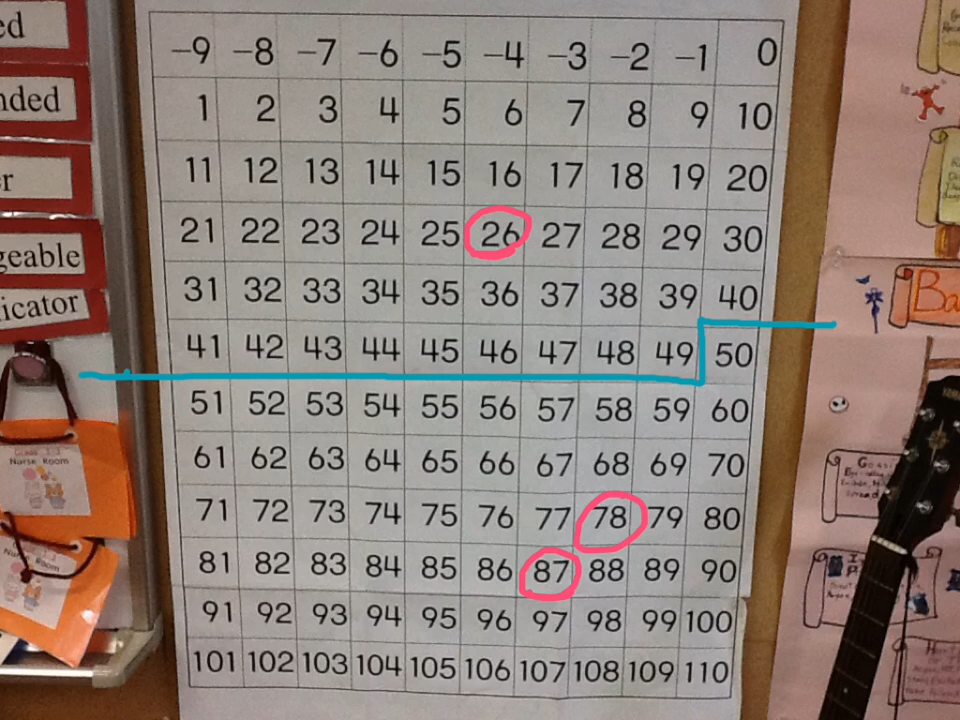 ed
nded
er
geable
icator
-9 -8 -7 -6 -5 -4 -3 -2 -1 0
1 2 3 4 5 6 7 8 9 10
11 12 13 14 15 16 17 18 19 20
21 22 23 24 25 26 27 28 29 30
31 32 33 34 35 36 37 38 39 40
41 42 43 44 45 46 47 48 49 50
51 52 53 54 55 56 57 58 59 60
61 62 63 64 65 66 67 68 69 70
71 72 73 74 75 76 77 78 79 80
81 82 83 84 85 86 87 88 89 90
91 92 93 94 95 96 97 98 99 100
101 102 103 104 105 106 107 108 109 110
Nurse Room
Nurse Room
Ba